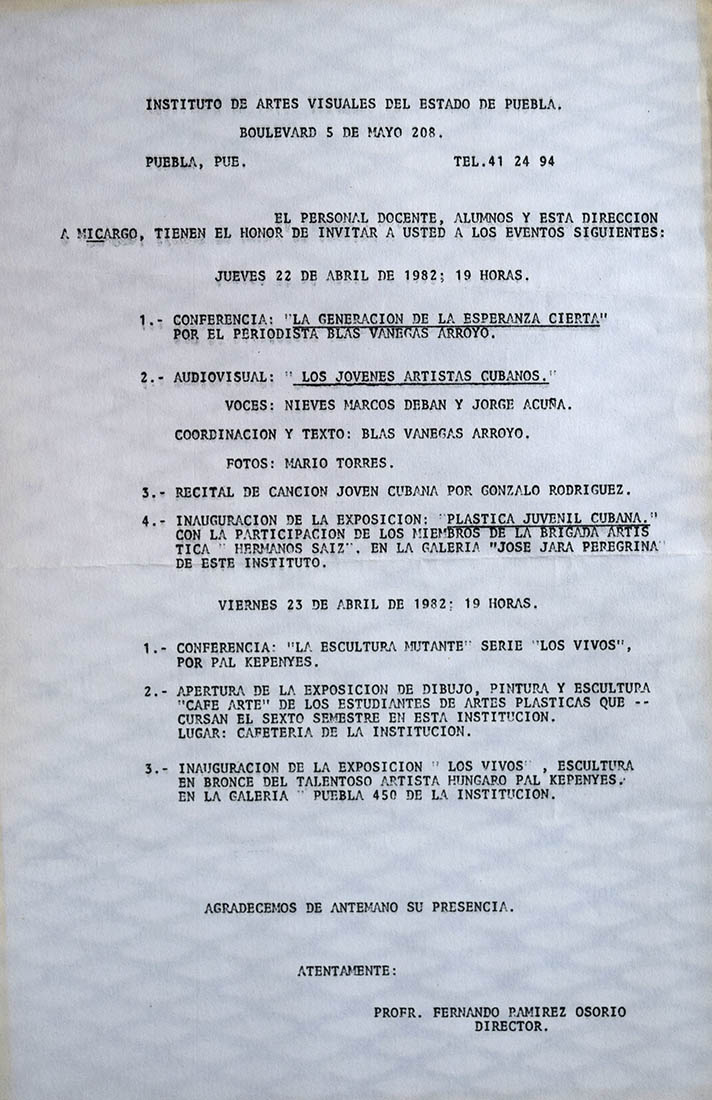 INSTITUTO DE ARTES VISUALES DEL ESTADO DE PUEBLA.
BOULEVARD 5 DE MAYO 208.
PUEBLA, PUE. TEL.41 24 94
EL PERSONAL DOCENTE, ALUMNOS Y ESTA DIRECCION
A MICARGO, TIENEN EL HONOR DE INVITAR A USTED A LOS EVENTOS SIGUIENTES:
JUEVES 22 DE ABRIL DE 1982; 19 HORAS.
1.- CONFERENCIA: "LA GENERACION DE LA ESPERANZA CIERTA"
POR EL PERIODISTA BLAS VANEGAS ARROYO.
2.- AUDIOVISUAL: " LOS JOVENES ARTISTAS CUBANOS."
VOCES: NIEVES MARCOS DEBAN Y JORGE ACUÑA.
COORDINACION Y TEXTO: BLAS VANEGAS ARROYO.
FOTOS: MARIO TORRES.
3.- RECITAL DE CANCION JOVEN CUBANA POR GONZALO RODRIGUEZ.
4.- INAUGURACION DE LA EXPOSICION: "PLASTICA JUVENIL CUBANA."
CON LA PARTICIPACION DE LOS MIEMBROS DE LA BRIGADA ARTIS
TICA " HERMANOS SAIZ". EN LA GALERIA "JOSE JARA PEREGRINA"
DE ESTE INSTITUTO.
VIERNES 23 DE ABRIL DE 1982; 19 HORAS.
1.- CONFERENCIA: "LA ESCULTURA MUTANTE" SERIE "LOS VIVOS",
POR PAL KEPENYES.
2.- APERTURA DE LA EXPOSICION DE DIBUJO, PINTURA Y ESCULTURA
"CAFE ARTE" DE LOS ESTUDIANTES DE ARTES PLASTICAS QUE --
CURSAN EL SEXTO SEMESTRE EN ESTA INSTITUCION.
LUGAR: CAFETERIA DE LA INSTITUCION.
3.- INAUGURACION DE LA EXPOSICION " LOS VIVOS" , ESCULTURA
EN BRONCE DEL TALENTOSO ARTISTA HUNGARO PAL KEPENYES.
EN LA GALERIA " PUEBLA 450 DE LA INSTITUCION.
AGRADECEMOS DE ANTEMANO SU PRESENCIA.
ATENTAMENTE:
PROFR. FERNANDO RAMIREZ OSORIO
DIRECTOR.